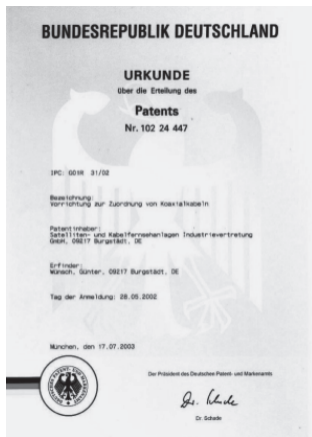 BUNDESREPUBLIK DEUTSCHLAND
URKUNDE
über die Erteilung des
Patents
Nr. 102 24 447
IPC: G01R 31/02
Bezeichnung:
Vorrichtung zur Zuordnung von Koaxialkabeln
Patentinhaber:
Satelliten- und Kabelfernsehanlagen Industrievertretung
GmbH, 09217 Burgstädt, DE
Erfinder:
Wünsch, Günter, 09217 Burgstädt, DE
Tag der Anmeldung: 28.05.2002
München, den 17.07.2003
Der Präsident des Deutschen Patent- und Markenamts
Dr. Schade
Dr. Schade